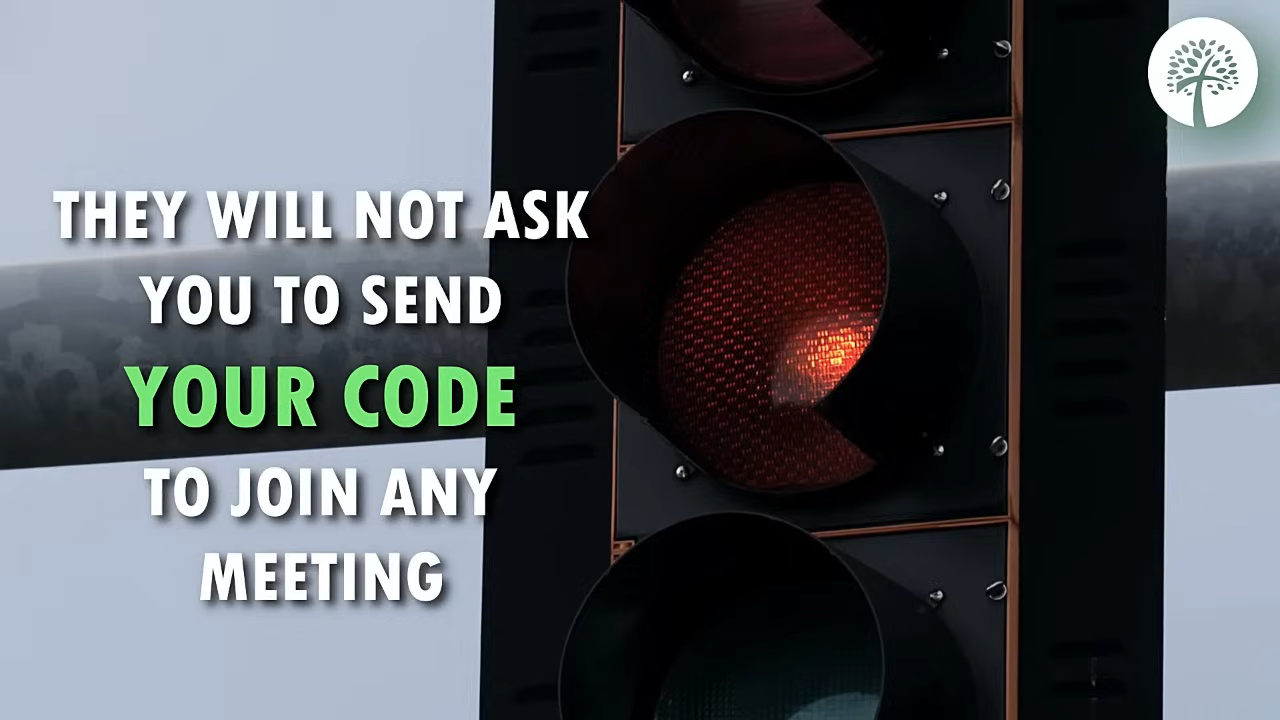 THEY WILL NOT ASK
YOU TO SEND
YOUR CODE
TO JOIN ANY
MEETING